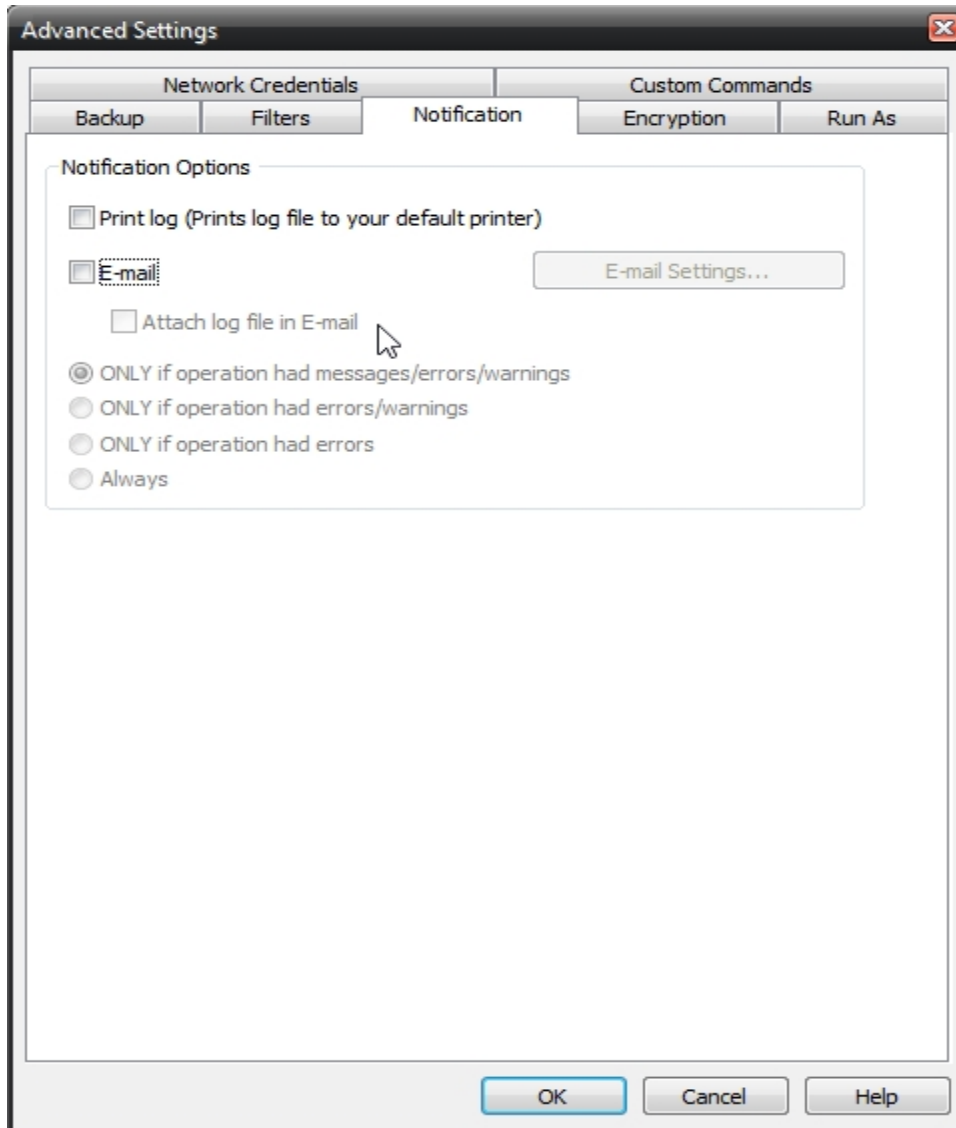 Advanced Settings
Network Credentials Custom Commands
Backup Filters Notification Encryption Run As
Notification Options
Print log (Prints log file to your default printer)
E-mail E-mail Settings...
Attach log file in E-mail
ONLY if operation had messages/errors/warnings
ONLY if operation had errors/warnings
ONLY if operation had errors
Always
OK Cancel Help